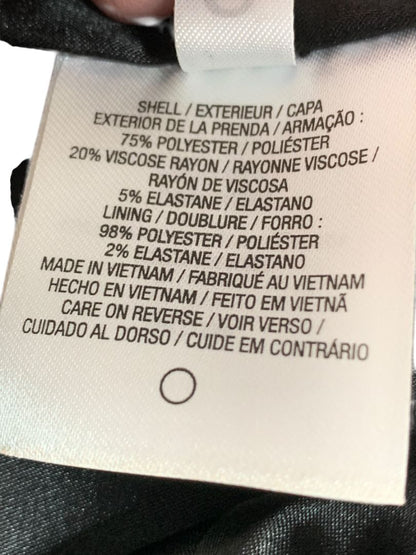 SHELL / EXTERIEUR / CAPA
EXTERIOR DE LA PRENDA / ARMAÇÃO :
75% POLYESTER / POLIÉSTER
20% VISCOSE RAYON / RAYONNE VISCOSE /
RAYÓN DE VISCOSA
5% ELASTANE / ELASTANO
LINING / DOUBLURE / FORRO :
98% POLYESTER / POLIÉSTER
2% ELASTANE / ELASTANO
MADE IN VIETNAM / FABRIQUÉ AU VIETNAM
HECHO EN VIETNAM / FEITO EM VIETNÃ
CARE ON REVERSE / VOIR VERSO /
CUIDADO AL DORSO / CUIDE EM CONTRÁRIO